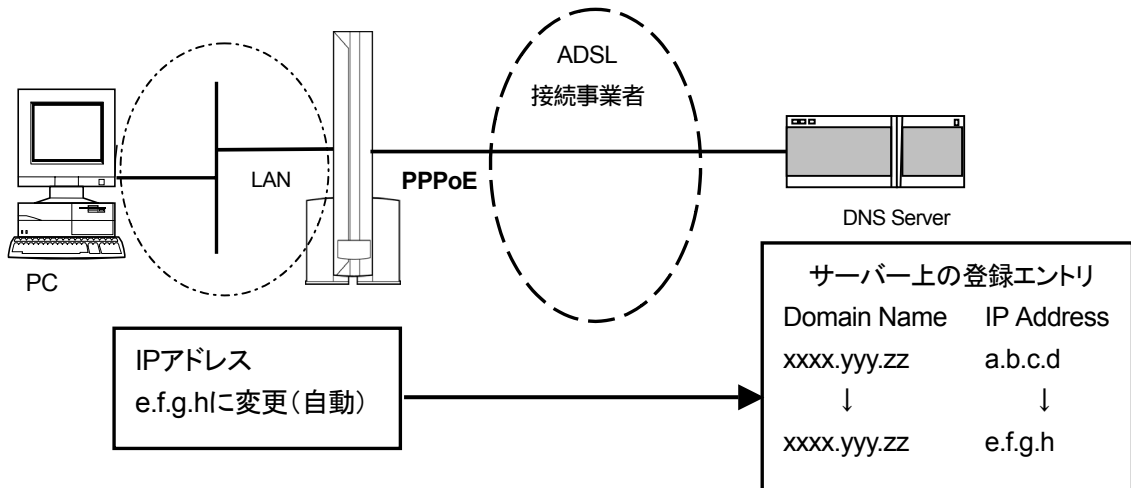 ADSL
接続事業者
LAN
PPPoE
DNS Server
PC
サーバー上の登録エントリ
Domain Name IP Address
xxxx.yyy.zz a.b.c.d
↓ ↓
xxxx.yyy.zz e.f.g.h
IPアドレス
e.f.g.hに変更(自動)